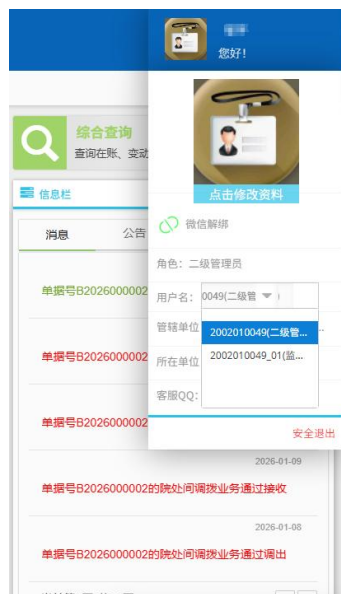 您好！
综合查询
查询在账、变动
点击修改资料
信息栏
微信解绑
消息
公告
角色：二级管理员
单据号B2026000002
用户名：
0049(二级管
管辖单位
2002010049(二级管...
单据号B2026000002
所在单位
2002010049_01(监...
客服QQ:
单据号B2026000002
安全退出
2026-01-09
单据号B2026000002的院处间调拨业务通过接收
2026-01-08
单据号B2026000002的院处间调拨业务通过调出